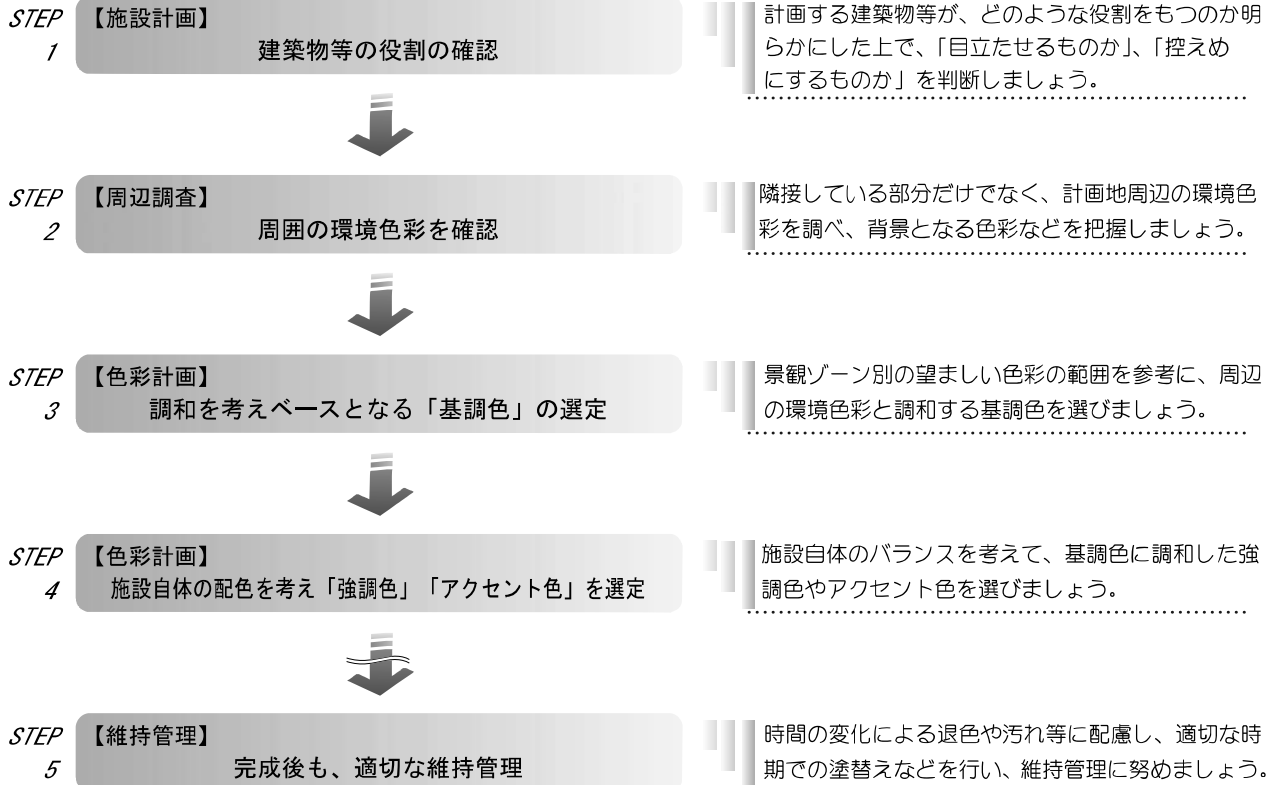 STEP 1
【施設計画】
建築物等の役割の確認
計画する建築物等が、どのような役割をもつのか明
らかにした上で、「目立たせるものか」、「控えめ
にするものか」を判断しましょう。
STEP 2
【周辺調査】
周囲の環境色彩を確認
隣接している部分だけでなく、計画地周辺の環境色
彩を調べ、背景となる色彩などを把握しましょう。
STEP 3
【色彩計画】
調和を考えベースとなる「基調色」の選定
景観ゾーン別の望ましい色彩の範囲を参考に、周辺
の環境色彩と調和する基調色を選びましょう。
STEP 4
【色彩計画】
施設自体の配色を考え「強調色」「アクセント色」を選定
施設自体のバランスを考えて、基調色に調和した強
調色やアクセント色を選びましょう。
STEP 5
【維持管理】
完成後も、適切な維持管理
時間の変化による退色や汚れ等に配慮し、適切な時
期での塗替えなどを行い、維持管理に努めましょう。